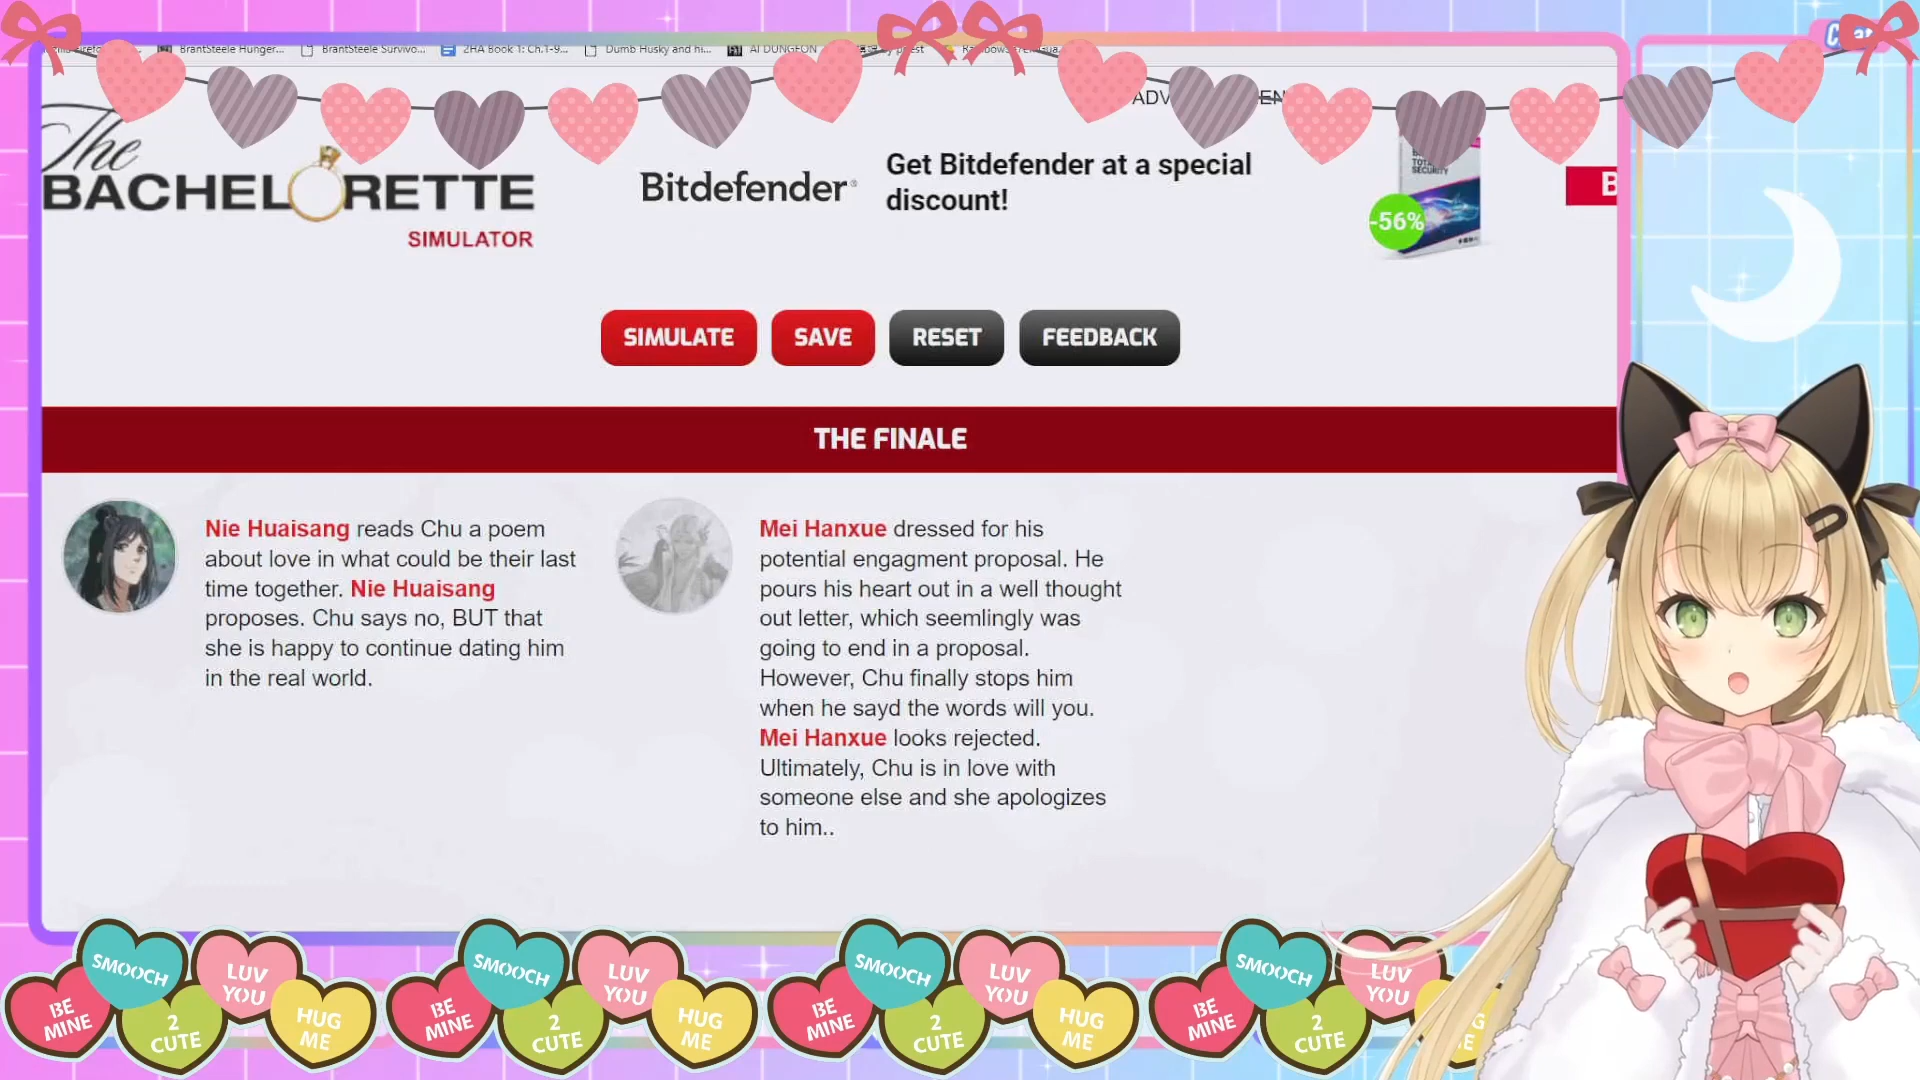 BrantSteele Hunger...
BrantSteele Survivo...
2HA Book 1: Ch.1-9...
Dumb Husky and hi...
AI DUNGEON
The
BACHELORETTE
SIMULATOR
Bitdefender
Get Bitdefender at a special
discount!
TOTAL
SECURITY
-56%
B
SIMULATE
SAVE
RESET
FEEDBACK
THE FINALE
Nie Huaisang reads Chu a poem
about love in what could be their last
time together. Nie Huaisang
proposes. Chu says no, BUT that
she is happy to continue dating him
in the real world.
Mei Hanxue dressed for his
potential engagment proposal. He
pours his heart out in a well thought
out letter, which seemlingly was
going to end in a proposal.
However, Chu finally stops him
when he sayd the words will you.
Mei Hanxue looks rejected.
Ultimately, Chu is in love with
someone else and she apologizes
to him..
BE
MINE
SMOOCH
2
CUTE
LUV
YOU
HUG
ME
BE
MINE
SMOOCH
2
CUTE
LUV
YOU
HUG
ME
BE
MINE
SMOOCH
2
CUTE
LUV
YOU
HUG
ME
BE
MINE
SMOOCH
2
CUTE
LUV
YOU